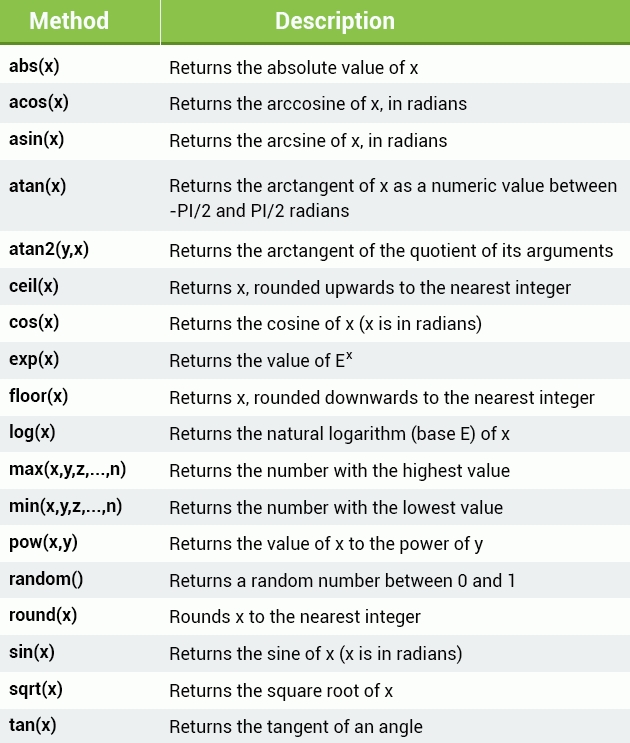 Method Description
abs(x) Returns the absolute value of x
acos(x) Returns the arccosine of x, in radians
asin(x) Returns the arcsine of x, in radians
atan(x) Returns the arctangent of x as a numeric value between
-PI/2 and PI/2 radians
atan2(y,x) Returns the arctangent of the quotient of its arguments
ceil(x) Returns x, rounded upwards to the nearest integer
cos(x) Returns the cosine of x (x is in radians)
exp(x) Returns the value of Eˣ
floor(x) Returns x, rounded downwards to the nearest integer
log(x) Returns the natural logarithm (base E) of x
max(x,y,z,...,n) Returns the number with the highest value
min(x,y,z,...,n) Returns the number with the lowest value
pow(x,y) Returns the value of x to the power of y
random() Returns a random number between 0 and 1
round(x) Rounds x to the nearest integer
sin(x) Returns the sine of x (x is in radians)
sqrt(x) Returns the square root of x
tan(x) Returns the tangent of an angle